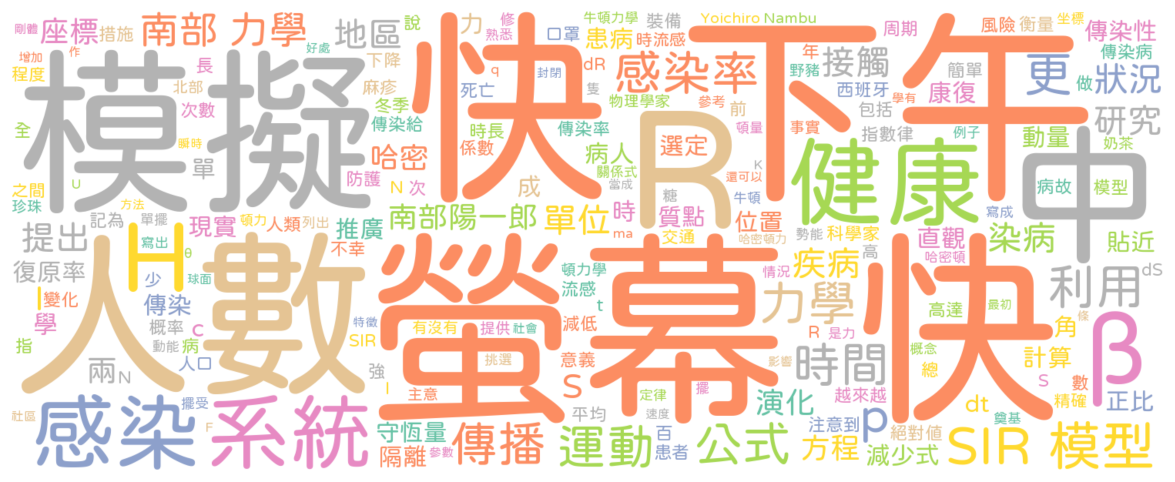 剛體 座標 措施 南部 力學 地區 說 力 修 熟悉 牛頓力學 口罩 裝備 患病 時流感 Yoichiro Nambu 周期 風險 衡量 坐標 傳染性
增加 作 好處 下降 dR 年 傳染病
程度 北部 長 麻疹 q 封閉 隻 感染率 野豬 接觸 簡單 更 做 狀況
次數 冬季 死亡 物理學家 參考 前 西班牙 包括 康復 學有
全 模擬 快 傳染給 時長 傳染率 R 頓量 事實 下午 指數律 例子 動量 奶茶 研究
瞬時 單 哈密 係數 病人 選定 健康 中
之間 U 防護 N 次 成 關係式 當成 K 還可以 病故 模型
珍珠 方法 記為 單擺 現實 頓力 人類 列出 推廣 南部陽一郎 單位 時 糖 質點 牛頓 位置 寫成 直觀 染病 貼近
提出 H 寫出 θ 不幸 ma 交通 哈密頓力 勢能 科學家 高 哈密頓 dS
復原率 少 球面 螢幕 頓力學 情況 疾病 力學 快 利用
I 變化 傳染 概率 特徵 流感 t 高達 最初 條
學 c 有沒有 提供 社會 減低 R 是力 角 β
指 人數 動能 病 SIR 人口 挑選 意義 影響 時間 概念 計算
兩 N 強 I 主意 S 定律 擺 越來越 總 S 數
社區 感染 擺受 系統 平均 速度 演化 p 注意到 dt 精確 正比
F 守恆量 傳播 運動 百 公式 方程 絕對值 奠基
隔離 參數 患者 減少式 SIR 模型